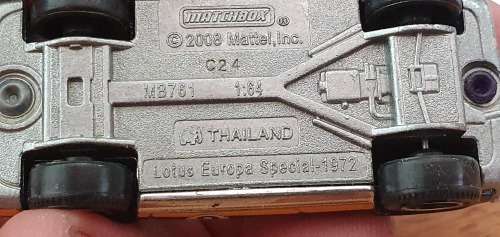 MATCHBOX ®
© 2008 Mattel, Inc.
C24
MB761 1:64
THAILAND
Lotus Europa Special-1972